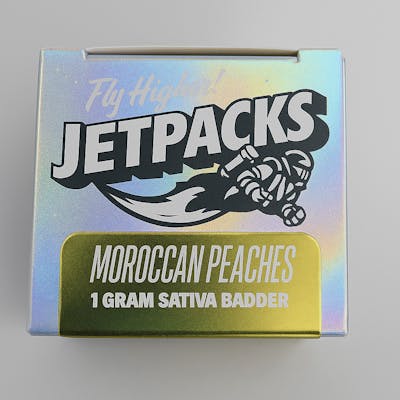 Fly Higher!
JETPACKS
MOROCCAN PEACHES
1 GRAM SATIVA BADDER